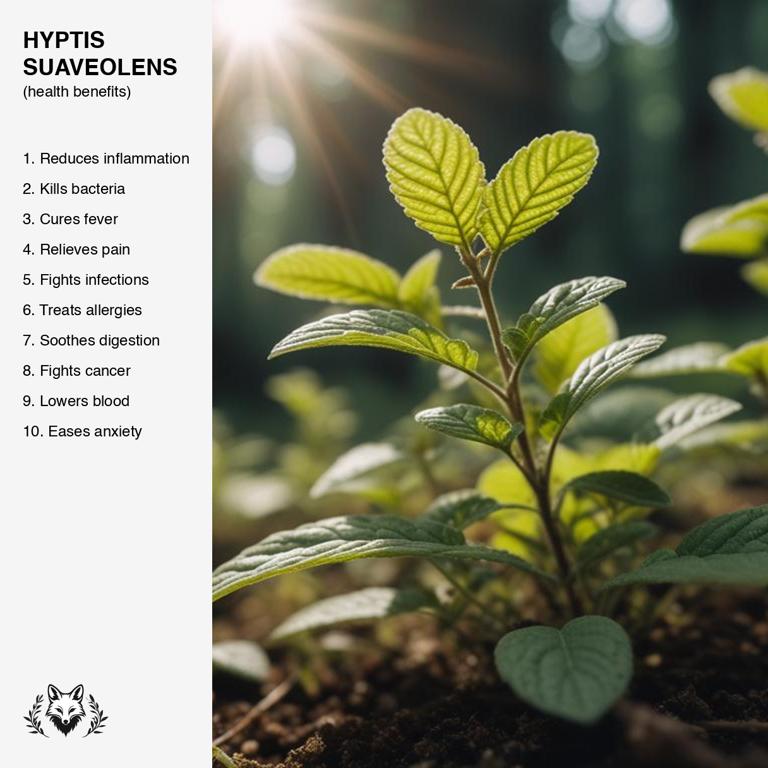 HYPTIS
SUAVEOLENS
(health benefits)
1. Reduces inflammation
2. Kills bacteria
3. Cures fever
4. Relieves pain
5. Fights infections
6. Treats allergies
7. Soothes digestion
8. Fights cancer
9. Lowers blood
10. Eases anxiety